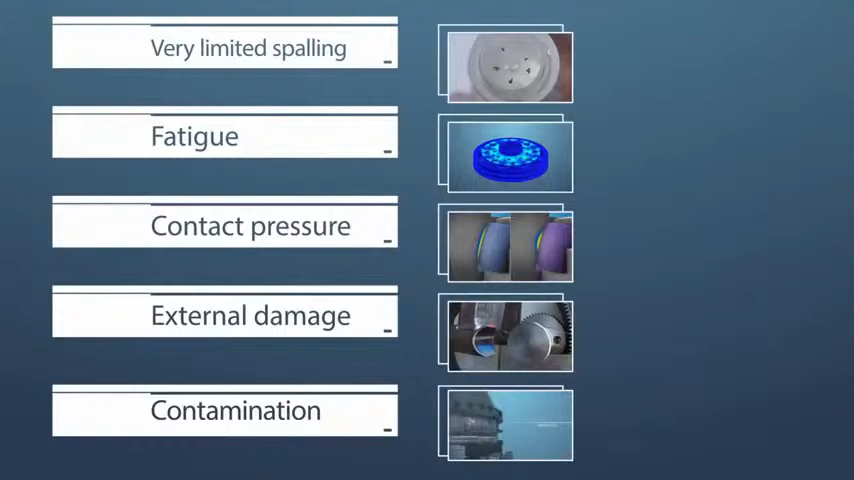 Very limited spalling
Fatigue
Contact pressure
External damage
Contamination